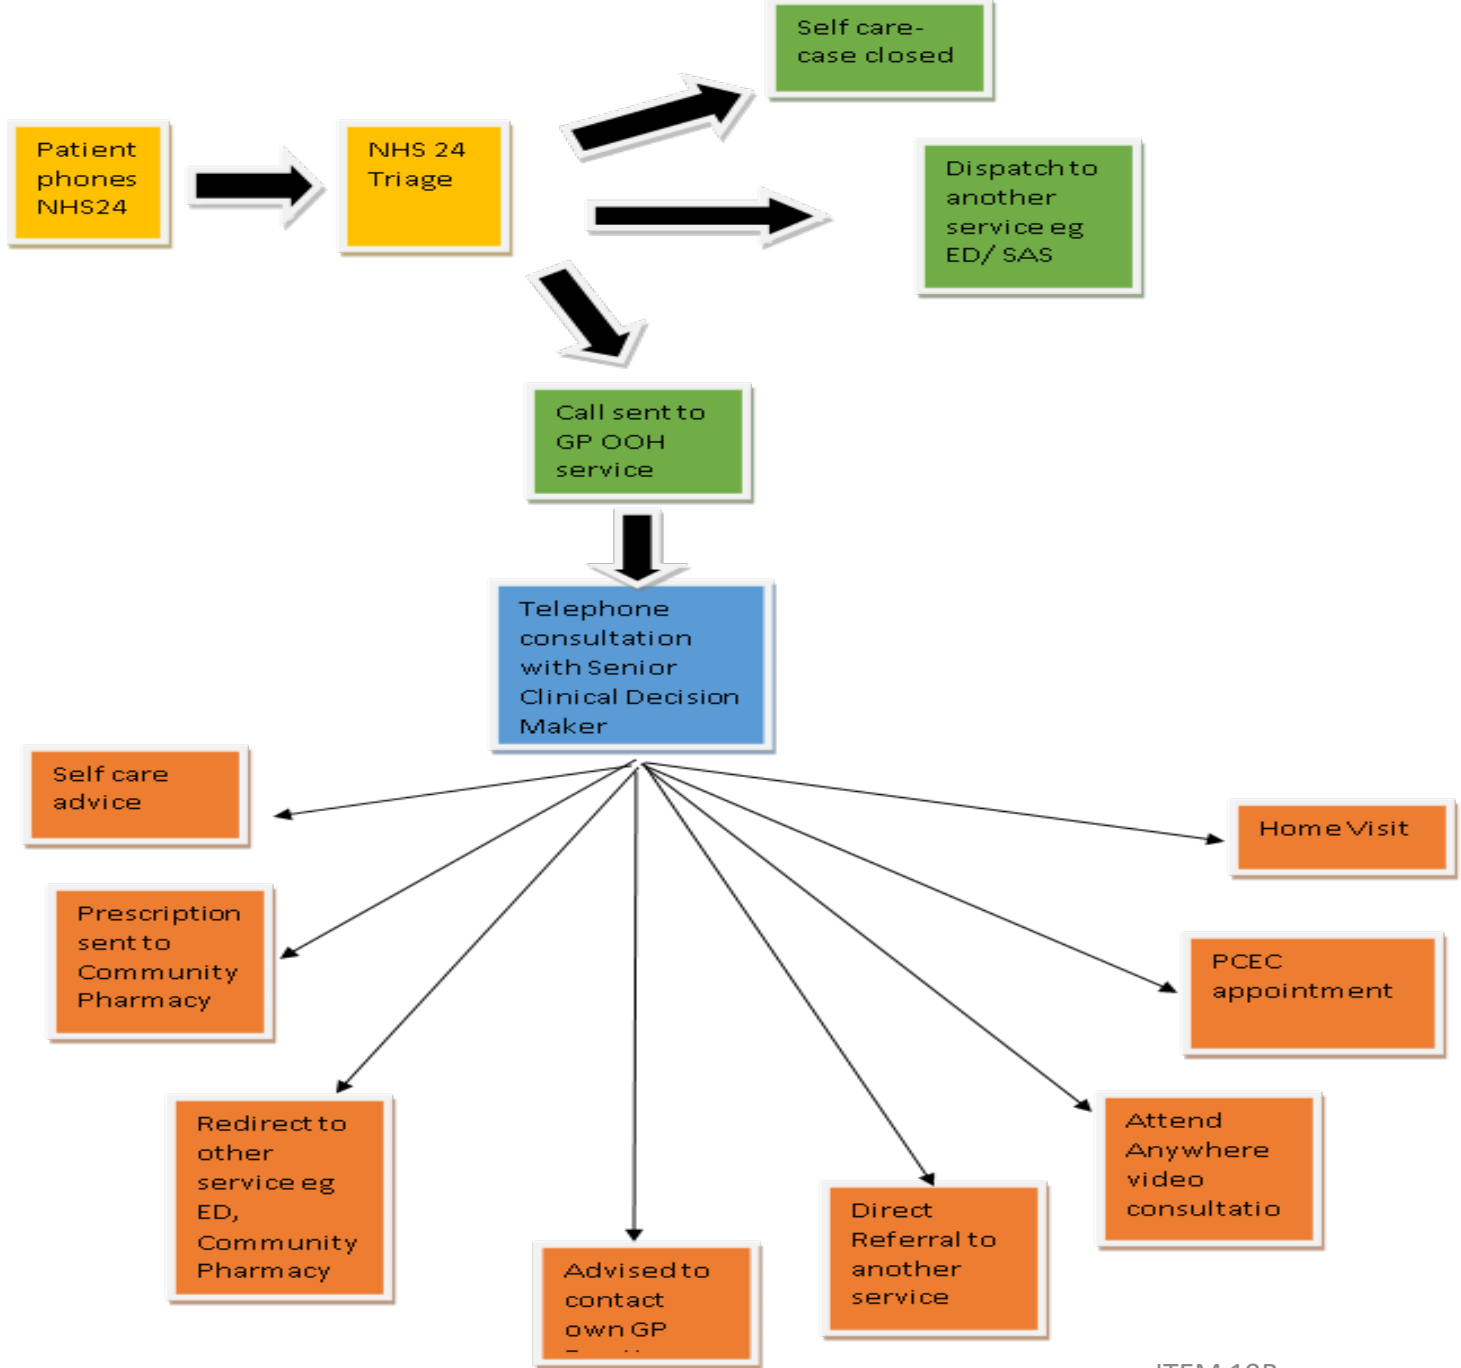 Self care-
case closed
Patient
phones
NHS24
NHS 24
Triage
Dispatch to
another
service eg
ED/ SAS
Call sent to
GP OOH
service
Telephone
consultation
with Senior
Clinical Decision
Maker
Self care
advice
Home Visit
Prescription
sent to
Community
Pharmacy
PCEC
appointment
Redirect to
other
service eg
ED,
Community
Pharmacy
Attend
Anywhere
video
consultatio
Direct
Referral to
another
service
Advised to
contact
own GP